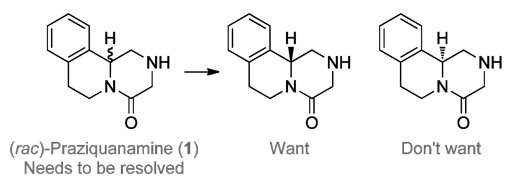 H
NH
N
O
H
NH
N
O
H
NH
N
O
(rac)-Praziquanamine (1)
Needs to be resolved
Want
Don't want